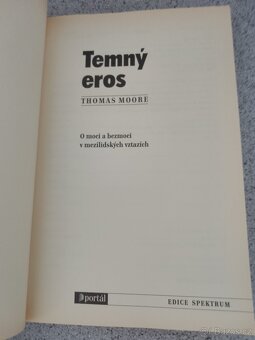 Temný
eros
THOMAS MOORE
O moci a bezmoci
v mezilidských vztazích
portál
EDICE SPEKTRUM